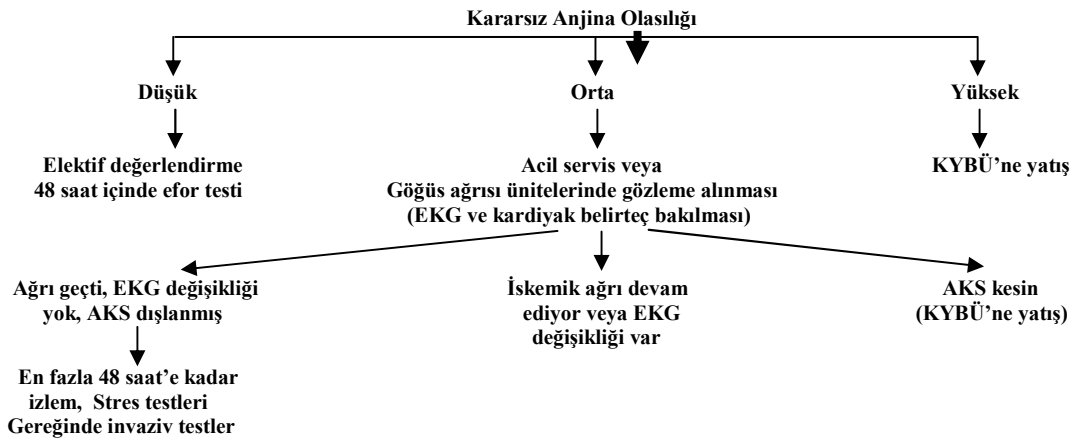 Kararsız Anjina Olasılığı
Düşük
Orta
Yüksek
Elektif değerlendirme
48 saat içinde efor testi
Acil servis veya
Göğüs ağrısı ünitelerinde gözleme alınması
(EKG ve kardiyak belirteç bakılması)
KYBÜ’ne yatış
Ağrı geçti, EKG değişikliği
yok, AKS dışlanmış
İskemik ağrı devam
ediyor veya EKG
değişikliği var
AKS kesin
(KYBÜ’ne yatış)
En fazla 48 saat’e kadar
izlem, Stres testleri
Gereğinde invaziv testler